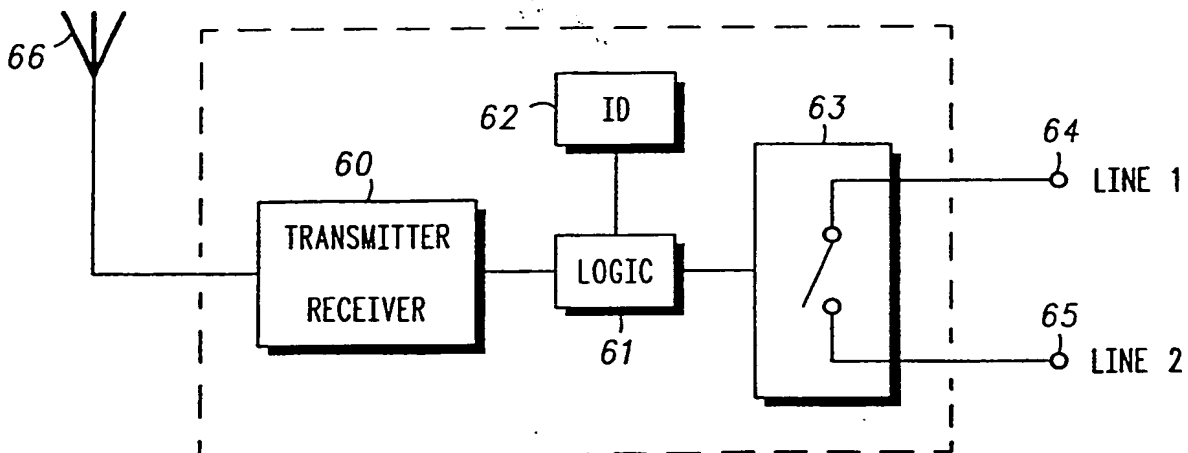 66
62
ID
63
64
LINE 1
60
TRANSMITTER
RECEIVER
LOGIC
61
65
LINE 2